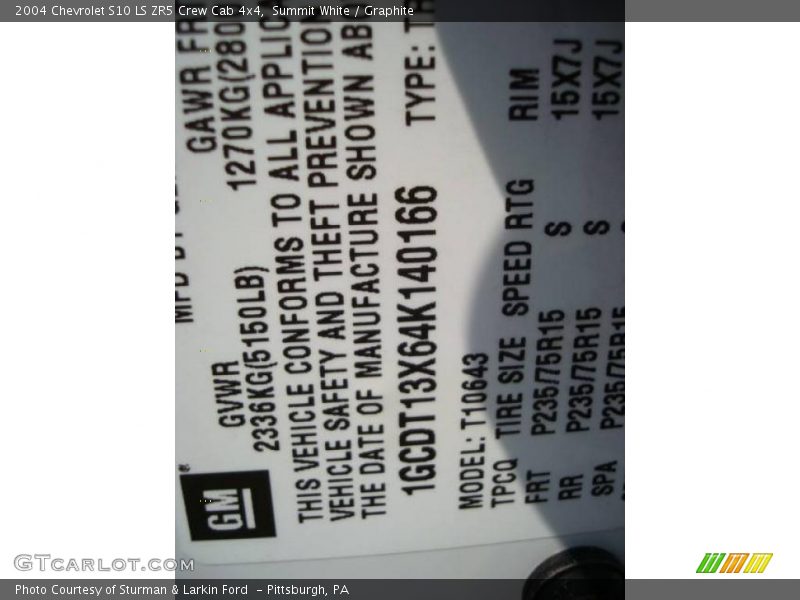 2004 Chevrolet S10 LS ZR5 Crew Cab 4x4, Summit White / Graphite
MFD BY
GVWR GAWR FR
2336KG(5150LB) 1270KG(280
THIS VEHICLE CONFORMS TO ALL APPLIC
VEHICLE SAFETY AND THEFT PREVENTION
THE DATE OF MANUFACTURE SHOWN AB
1GCDT13X64K140166 TYPE:
MODEL: T10643
TPCQ TIRE SIZE SPEED RTG RIM
FRT P235/75R15 S 15X7J
RR P235/75R15 S 15X7J
SPA P235/75R15
GM®
GTcarlot.com
Photo Courtesy of Sturman & Larkin Ford - Pittsburgh, PA